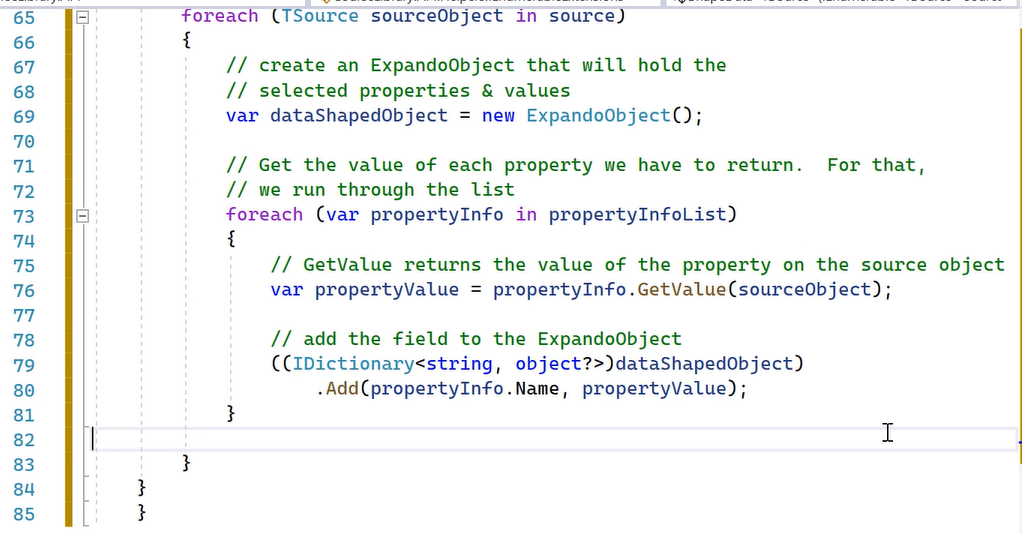 65 foreach (TSource sourceObject in source)
66 {
67 // create an ExpandoObject that will hold the
68 // selected properties & values
69 var dataShapedObject = new ExpandoObject();
70
71 // Get the value of each property we have to return.  For that,
72 // we run through the list
73 foreach (var propertyInfo in propertyInfoList)
74 {
75 // GetValue returns the value of the property on the source object
76 var propertyValue = propertyInfo.GetValue(sourceObject);
77
78 // add the field to the ExpandoObject
79 ((IDictionary<string, object?>)dataShapedObject)
80 .Add(propertyInfo.Name, propertyValue);
81 }
82
83 }
84 }
85 }